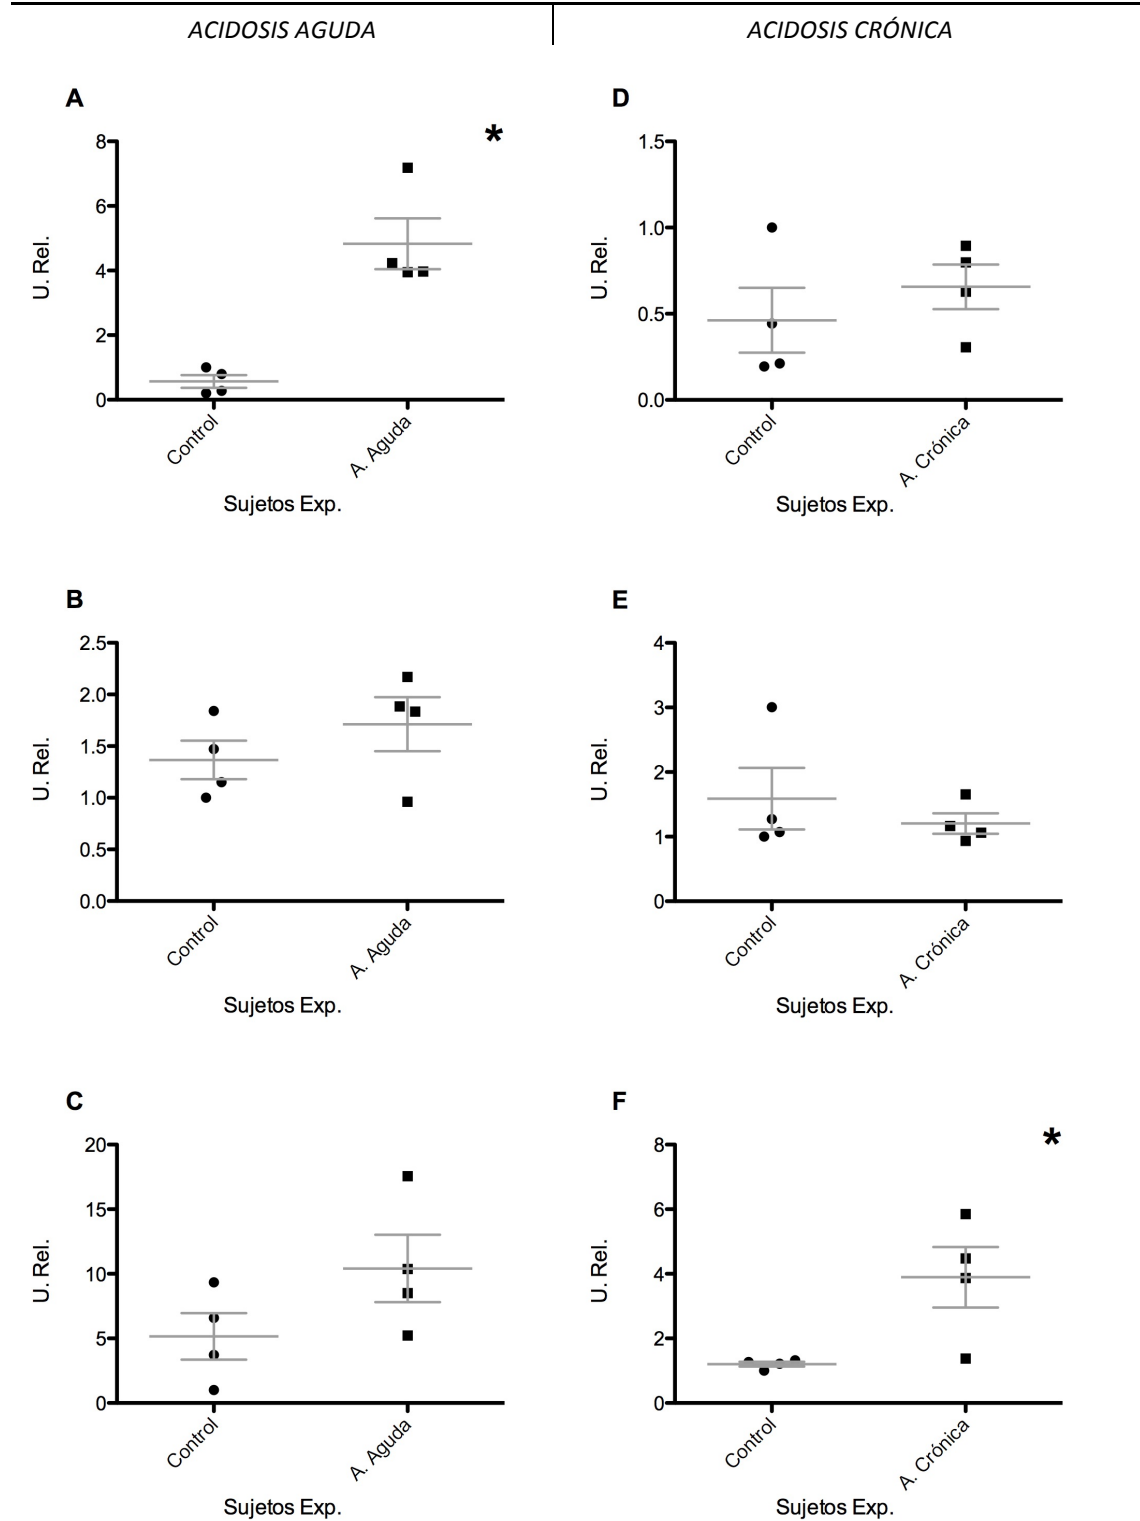 ACIDOSIS AGUDA
ACIDOSIS CRÓNICA
A
*
8
6
4
2
0
U. Rel.
Control
A. Aguda
Sujetos Exp.
D
1.5
1.0
0.5
0.0
U. Rel.
Control
A. Crónica
Sujetos Exp.
B
2.5
2.0
1.5
1.0
0.5
0.0
U. Rel.
Control
A. Aguda
Sujetos Exp.
E
4
3
2
1
0
U. Rel.
Control
A. Crónica
Sujetos Exp.
C
20
15
10
5
0
U. Rel.
Control
A. Aguda
Sujetos Exp.
F
*
8
6
4
2
0
U. Rel.
Control
A. Crónica
Sujetos Exp.